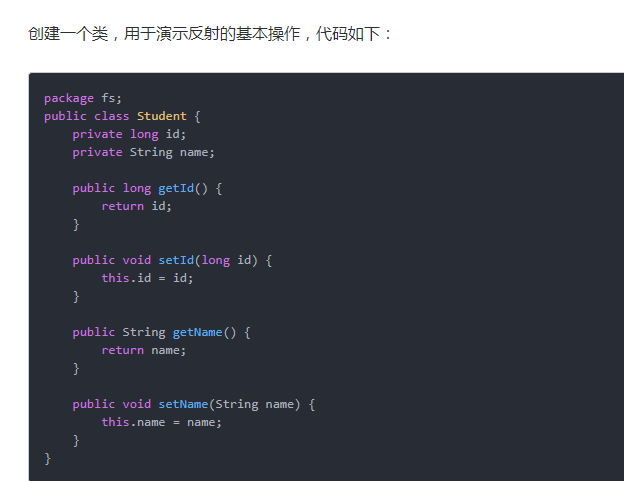 创建一个类，用于演示反射的基本操作，代码如下：
package fs;
public class Student {
    private long id;
    private String name;

    public long getId() {
        return id;
    }

    public void setId(long id) {
        this.id = id;
    }

    public String getName() {
        return name;
    }

    public void setName(String name) {
        this.name = name;
    }
}